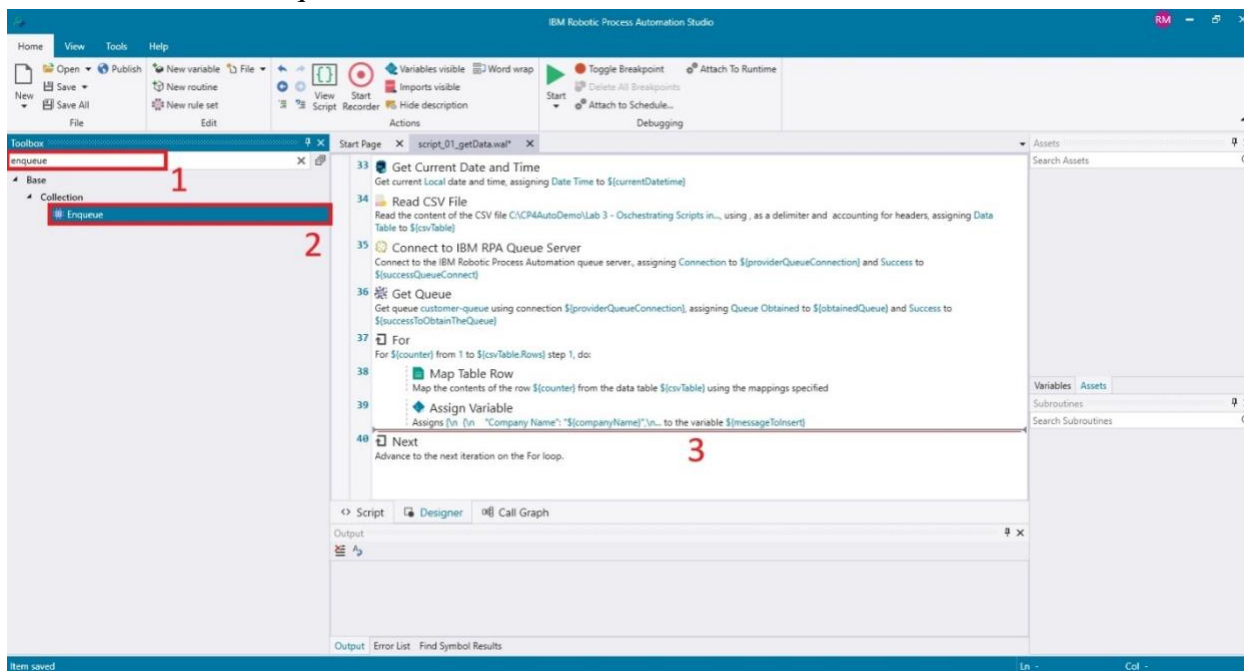 IBM Robotic Process Automation Studio
RM
Home View Tools Help
New
Open
Publish
Save
Save All
File
New variable
File
New routine
New rule set
Edit
View Script
Start Recorder
Variables visible
Word wrap
Imports visible
Hide description
Actions
Start
Toggle Breakpoint
Attach To Runtime
Delete All Breakpoints
Attach to Schedule...
Debugging
Toolbox
enqueue
1
Base
Collection
Enqueue
2
Start Page script_01_getData.wal*
33 Get Current Date and Time
Get current Local date and time, assigning Date Time to ${currentDatetime}
34 Read CSV File
Read the content of the CSV file C:\CP4AutoDemo\Lab 3 - Oschestrating Scripts in..., using , as a delimiter and accounting for headers, assigning Data
Table to ${csvTable}
35 Connect to IBM RPA Queue Server
Connect to the IBM Robotic Process Automation queue server., assigning Connection to ${providerQueueConnection} and Success to
${successQueueConnect}
36 Get Queue
Get queue customer-queue using connection ${providerQueueConnection}, assigning Queue Obtained to ${obtainedQueue} and Success to
${successToObtainTheQueue}
37 For
For ${counter} from 1 to ${csvTable.Rows} step 1, do:
38 Map Table Row
Map the contents of the row ${counter} from the data table ${csvTable} using the mappings specified
39 Assign Variable
Assigns [\n {\n "Company Name": "${companyName}",\n... to the variable ${messageToInsert}
40 Next
Advance to the next iteration on the For loop.
3
Script Designer Call Graph
Output
Output Error List Find Symbol Results
Assets
Search Assets
Variables Assets
Subroutines
Search Subroutines
Item saved
Ln - Col -